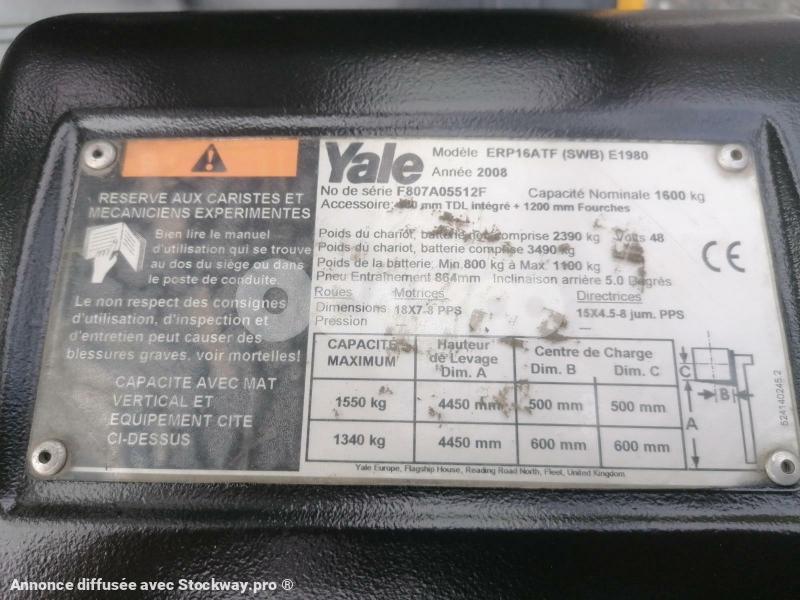 RESERVE AUX CARISTES ET
MECANICIENS EXPERIMENTES
Bien lire le manuel
d'utilisation qui se trouve
au dos du siège ou dans
le poste de conduite.
Le non respect des consignes
d'utilisation, d'inspection et
d'entretien peut causer des
blessures graves, voir mortelles!
CAPACITE AVEC MAT
VERTICAL ET
EQUIPEMENT CITE
CI-DESSUS
Yale
Modèle ERP16ATF (SWB) E1980
Année 2008
No de série F807A05512F Capacité Nominale 1600 kg
Accessoire: mm TDL intégré + 1200 mm Fourches
Poids du chariot, batterie non comprise 2390 kg Volts 48
Poids du chariot, batterie comprise 3490 kg
Poids de la batterie: Min. 800 kg à Max. 1100 kg
Pneu Entraînement 864mm Inclinaison arrière 5.0 Degrés
Roues Motrices Directrices
Dimensions 18X7-8 PPS 15X4.5-8 jum. PPS
Pression —
CE
CAPACITE MAXIMUM Hauteur de Levage Dim. A Centre de Charge Dim. B Dim. C
1550 kg 4450 mm 500 mm 500 mm
1340 kg 4450 mm 600 mm 600 mm
C
B
A
524140245.2
Yale Europe, Flagship House, Reading Road North, Fleet, United Kingdom
Annonce diffusée avec Stockway.pro ®